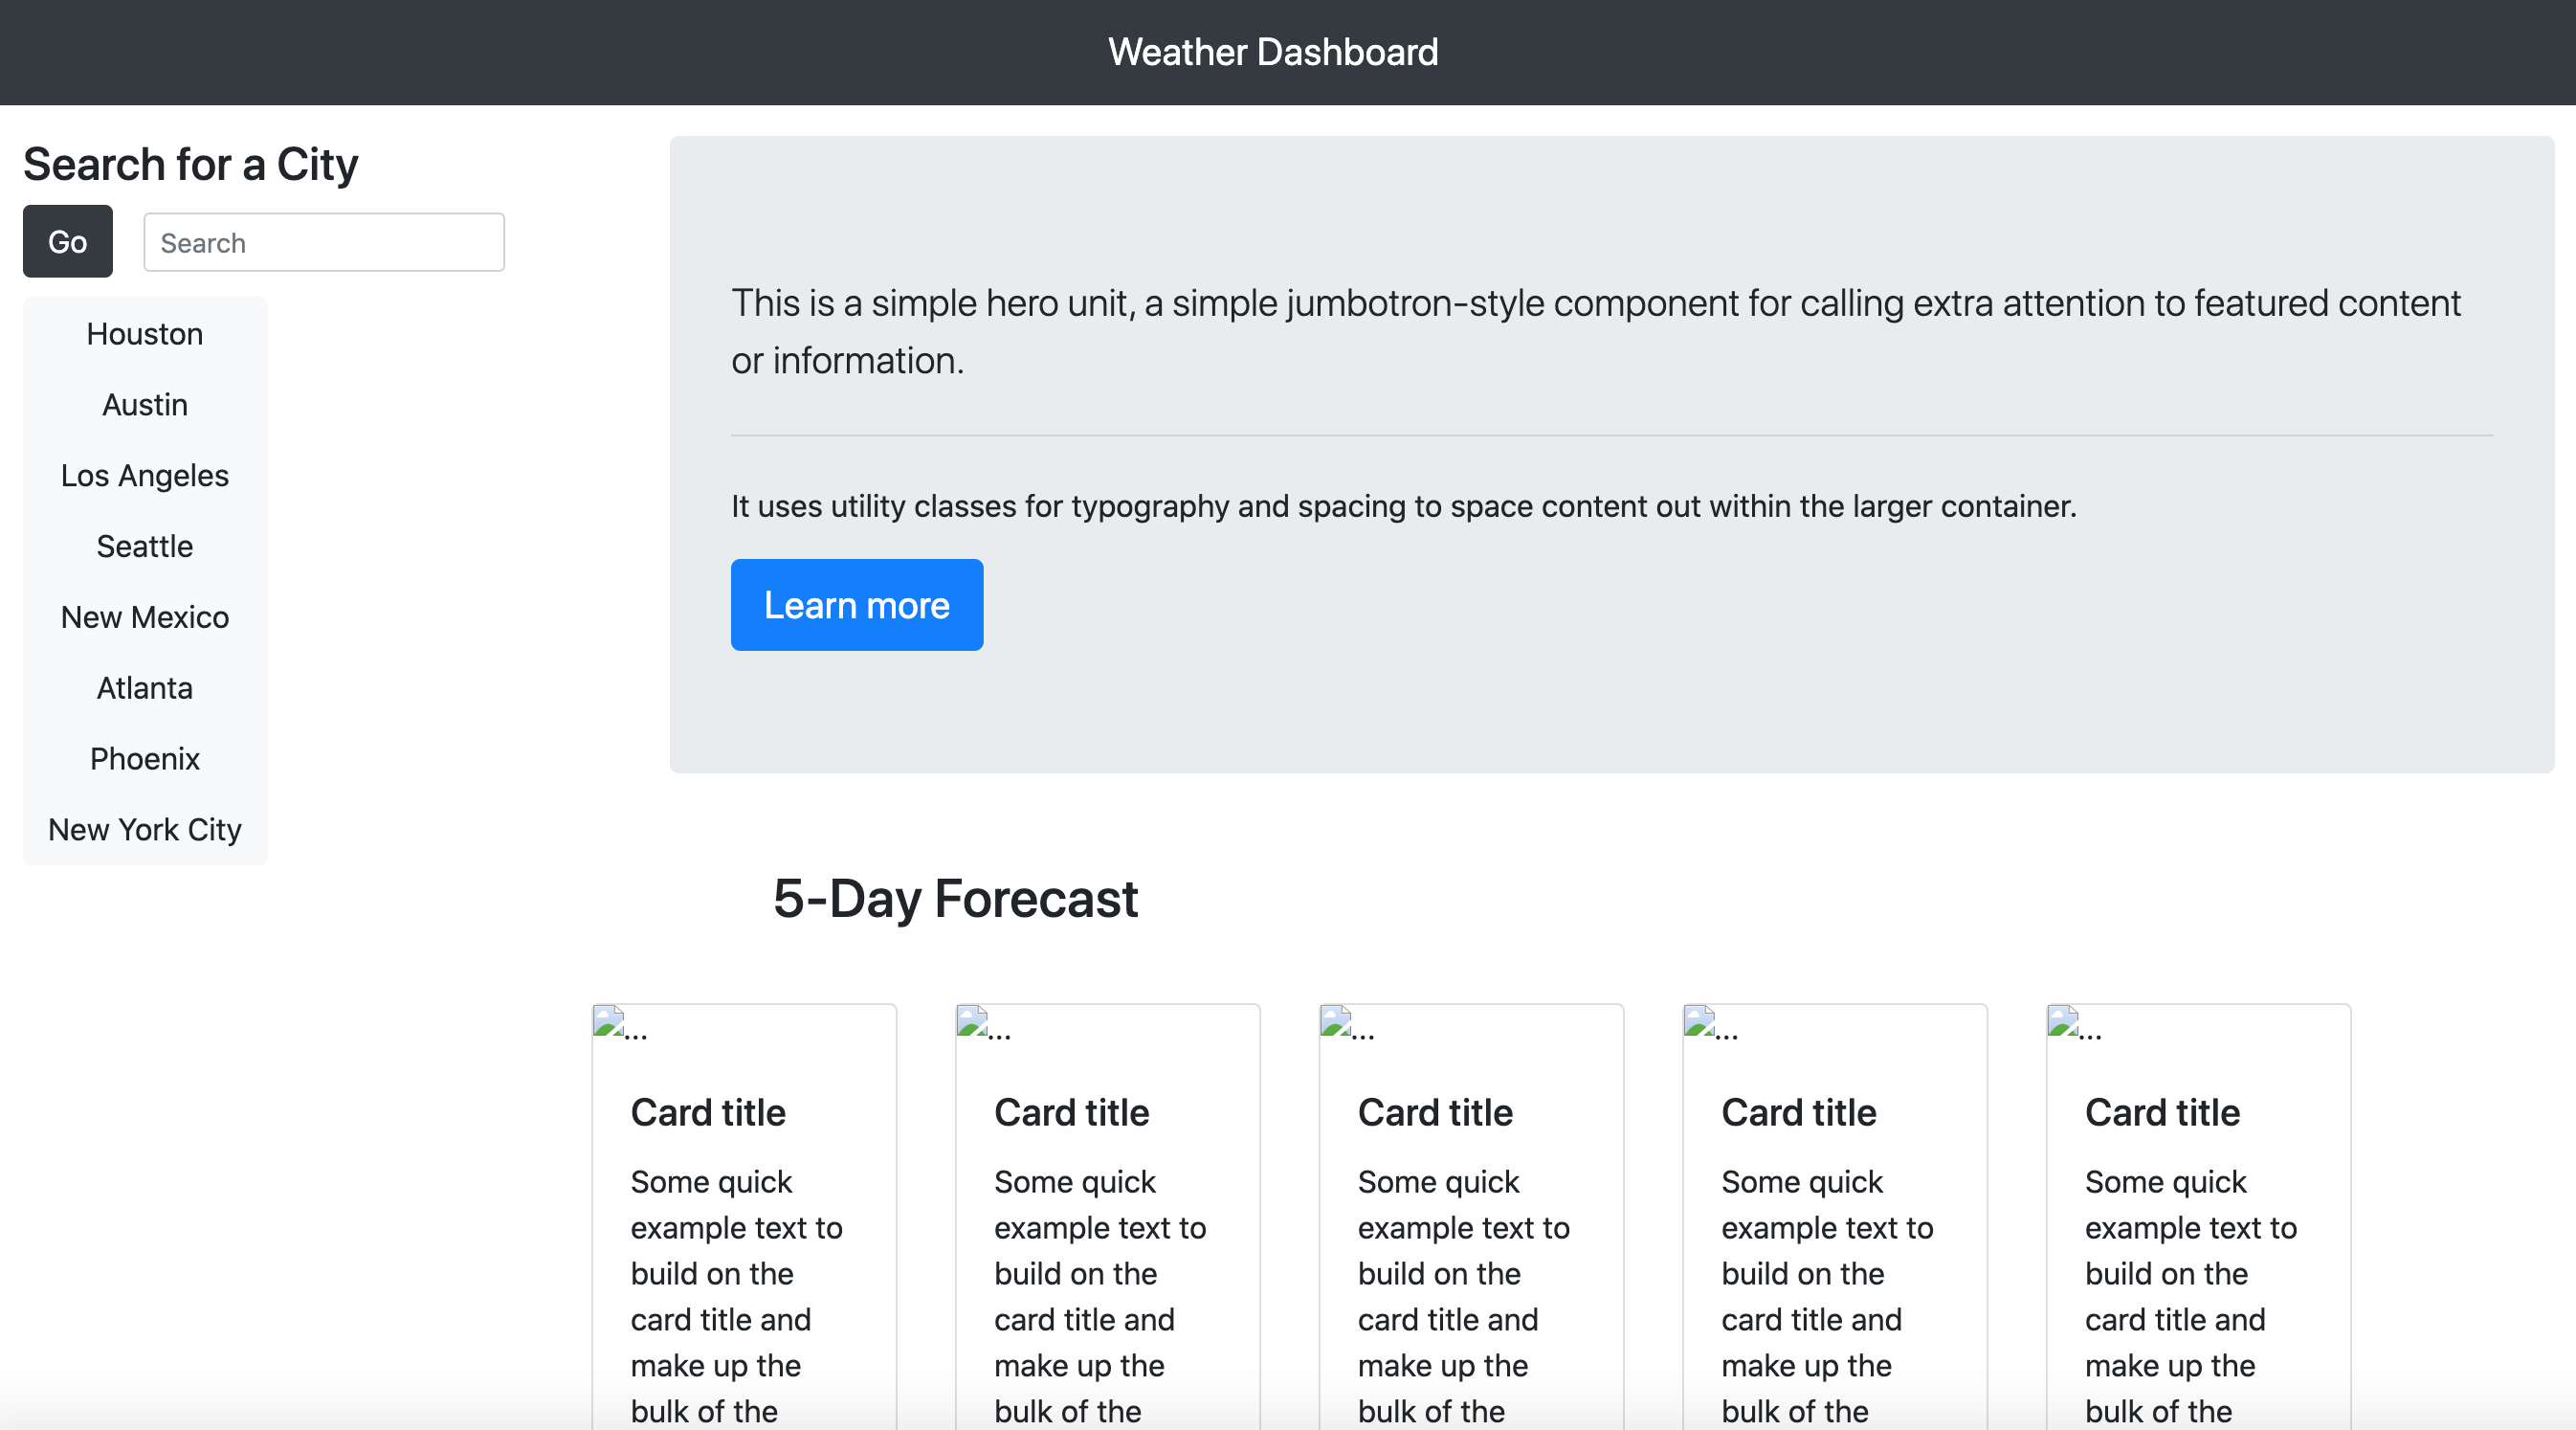 Weather Dashboard
Search for a City
Go
Search
Houston
Austin
Los Angeles
Seattle
New Mexico
Atlanta
Phoenix
New York City
This is a simple hero unit, a simple jumbotron-style component for calling extra attention to featured content
or information.
It uses utility classes for typography and spacing to space content out within the larger container.
Learn more
5-Day Forecast
...
Card title
Some quick
example text to
build on the
card title and
make up the
bulk of the
...
Card title
Some quick
example text to
build on the
card title and
make up the
bulk of the
...
Card title
Some quick
example text to
build on the
card title and
make up the
bulk of the
...
Card title
Some quick
example text to
build on the
card title and
make up the
bulk of the
...
Card title
Some quick
example text to
build on the
card title and
make up the
bulk of the